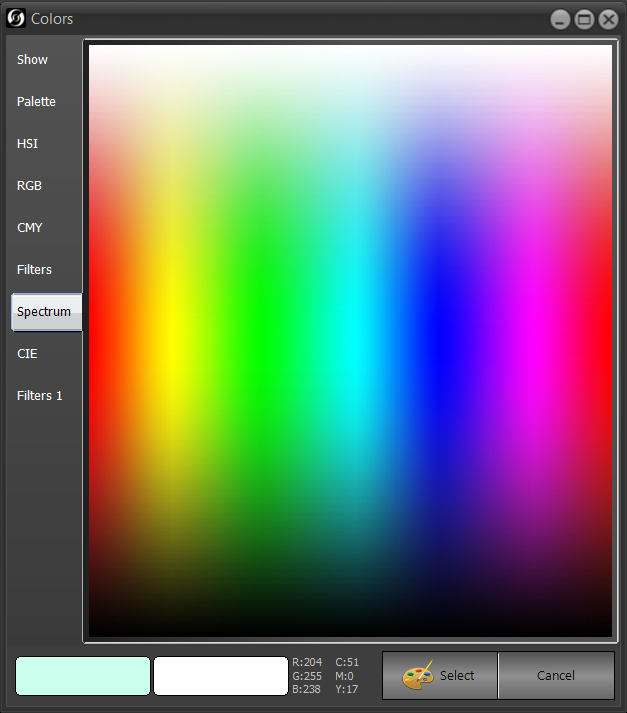 Colors
Show
Palette
HSI
RGB
CMY
Filters
Spectrum
CIE
Filters 1
R:204 C:51
G:255 M:0
B:238 Y:17
Select
Cancel